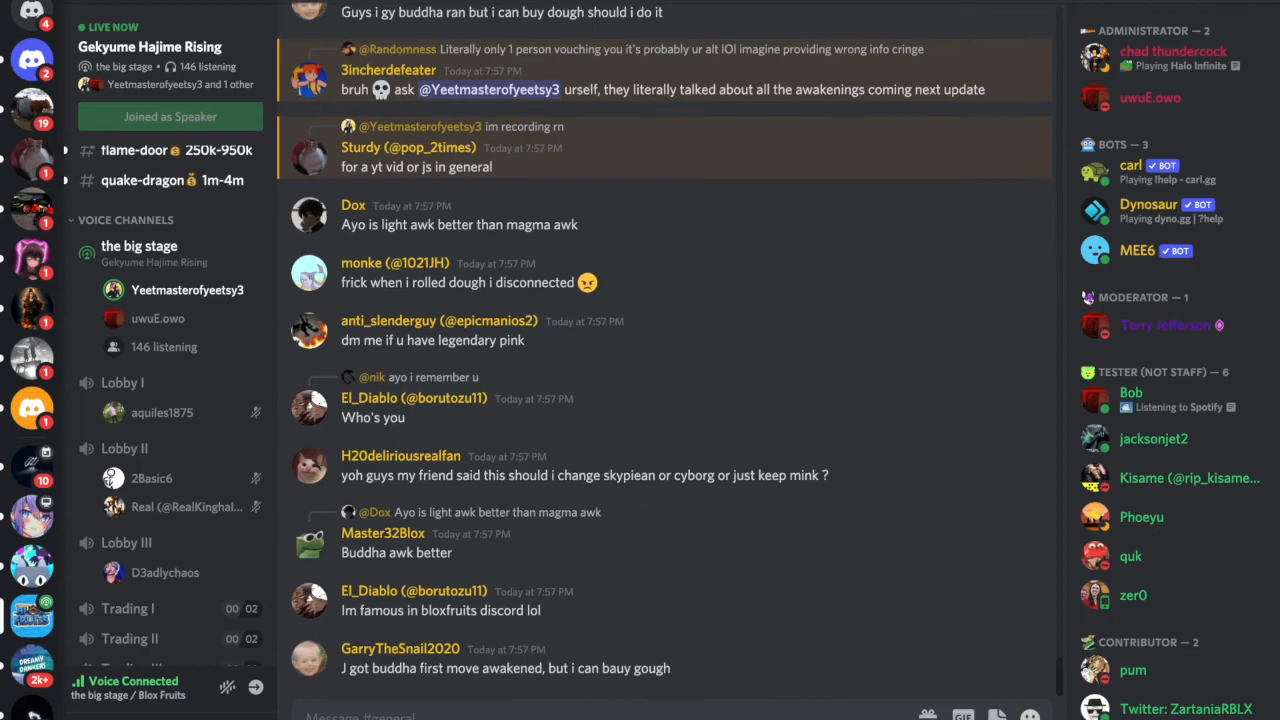 4
2
19
1
1
1
1
1
1
10
2k+
LIVE NOW
Gekyume Hajime Rising
the big stage • 146 listening
Yeetmasterofyeetsy3 and 1 other
Joined as Speaker
flame-door💰 250k-950k
quake-dragon💰 1m-4m
VOICE CHANNELS
the big stage
Gekyume Hajime Rising
Yeetmasterofyeetsy3
uwuE.owo
146 listening
Lobby I
aquiles1875
Lobby II
2Basic6
Real (@RealKinghal...
Lobby III
D3adlychaos
Trading I 00 02
Trading II 00 02
Voice Connected
the big stage / Blox Fruits
Guys i gy buddha ran but i can buy dough should i do it
@Randomness Literally only 1 person vouching you it's probably ur alt lOl imagine providing wrong info cringe
3incherdefeater Today at 7:57 PM
bruh 💀 ask @Yeetmasterofyeetsy3 urself, they literally talked about all the awakenings coming next update
@Yeetmasterofyeetsy3 im recording rn
Sturdy (@pop_2times) Today at 7:57 PM
for a yt vid or js in general
Dox Today at 7:57 PM
Ayo is light awk better than magma awk
monke (@1021JH) Today at 7:57 PM
frick when i rolled dough i disconnected 😠
anti_slenderguy (@epicmanios2) Today at 7:57 PM
dm me if u have legendary pink
@nik ayo i remember u
El_Diablo (@borutozu11) Today at 7:57 PM
Who's you
H20deliriousrealfan Today at 7:57 PM
yoh guys my friend said this should i change skypiean or cyborg or just keep mink ?
@Dox Ayo is light awk better than magma awk
Master32Blox Today at 7:57 PM
Buddha awk better
El_Diablo (@borutozu11) Today at 7:57 PM
Im famous in bloxfruits discord lol
GarryTheSnail2020 Today at 7:57 PM
J got buddha first move awakened, but i can bauy gough
Message #general
GIF
ADMINISTRATOR — 2
chad thundercock
Playing Halo Infinite
uwuE.owo
BOTS — 3
carl ✓ BOT
Playing !help - carl.gg
Dynosaur ✓ BOT
Playing dyno.gg | ?help
MEE6 ✓ BOT
MODERATOR — 1
Terry Jefferson
TESTER (NOT STAFF) — 6
Bob
Listening to Spotify
jacksonjet2
Kisame (@rip_kisame...
Phoeyu
quk
zer0
CONTRIBUTOR — 2
pum
Twitter: ZartaniaRBLX